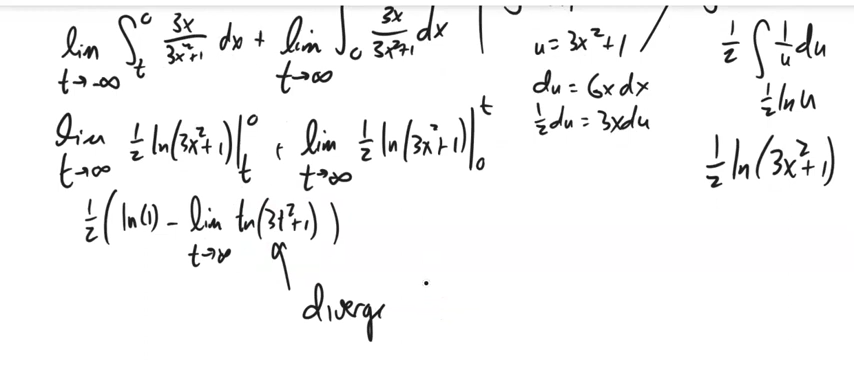 lim t→-∞ ∫_t^0 3x/(3x²+1) dx + lim t→∞ ∫_0 3x/(3x²+1) dx
u = 3x²+1
du = 6x dx
½ du = 3x du
½ ∫ 1/u du
½ ln u
½ ln(3x²+1)
lim t→∞ ½ ln(3x²+1)|_t^0 + lim t→∞ ½ ln(3x²+1)|_0^t
½ (ln(1) - lim t→∞ ln(3t²+1))
diverge